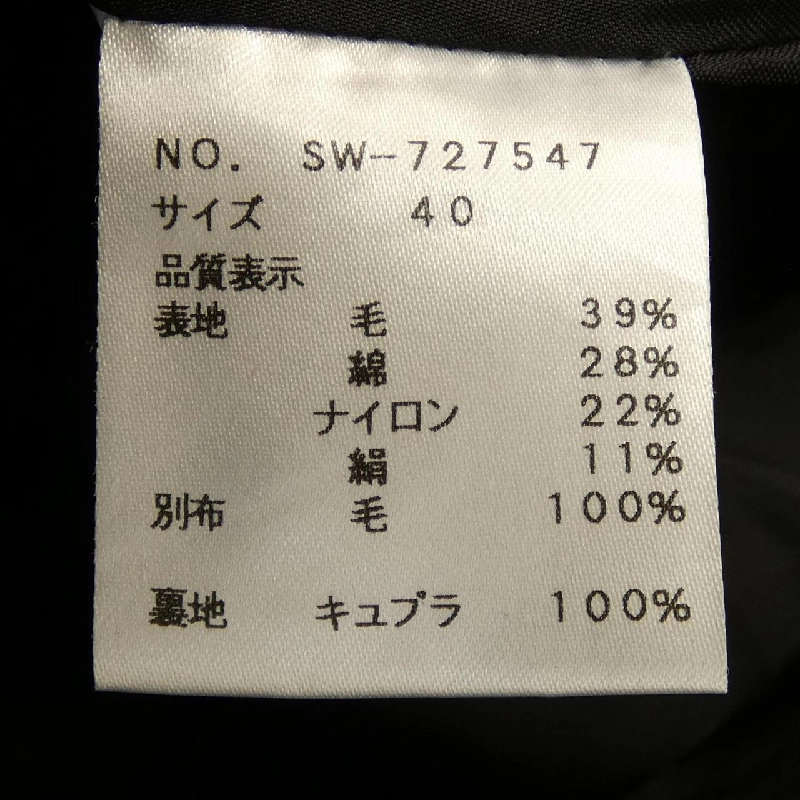 NO. SW-727547
サイズ 40
品質表示
表地 毛 39%
綿 28%
ナイロン 22%
絹 11%
別布 毛 100%
裏地 キュプラ 100%